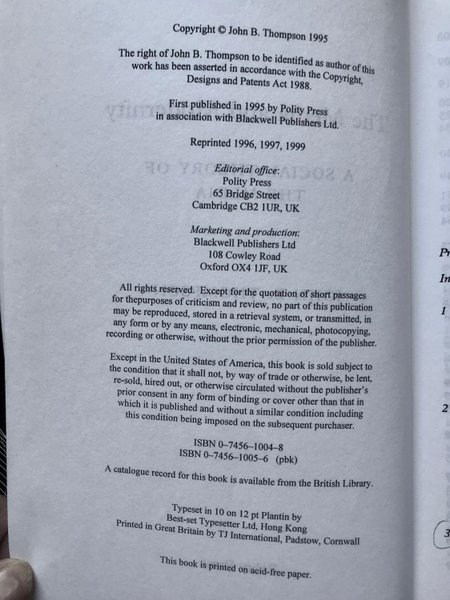 Copyright © John B. Thompson 1995
The right of John B. Thompson to be identified as author of this
work has been asserted in accordance with the Copyright,
Designs and Patents Act 1988.
First published in 1995 by Polity Press
in association with Blackwell Publishers Ltd.
Reprinted 1996, 1997, 1999
Editorial office:
Polity Press
65 Bridge Street
Cambridge CB2 1UR, UK
Marketing and production:
Blackwell Publishers Ltd
108 Cowley Road
Oxford OX4 1JF, UK
All rights reserved. Except for the quotation of short passages
for thepurposes of criticism and review, no part of this publication
may be reproduced, stored in a retrieval system, or transmitted, in
any form or by any means, electronic, mechanical, photocopying,
recording or otherwise, without the prior permission of the publisher.
Except in the United States of America, this book is sold subject to
the condition that it shall not, by way of trade or otherwise, be lent,
re-sold, hired out, or otherwise circulated without the publisher's
prior consent in any form of binding or cover other than that in
which it is published and without a similar condition including
this condition being imposed on the subsequent purchaser.
ISBN 0–7456–1004–8
ISBN 0–7456–1005–6 (pbk)
A catalogue record for this book is available from the British Library.
Typeset in 10 on 12 pt Plantin by
Best-set Typesetter Ltd, Hong Kong
Printed in Great Britain by TJ International, Padstow, Cornwall
This book is printed on acid-free paper.
1
2
3